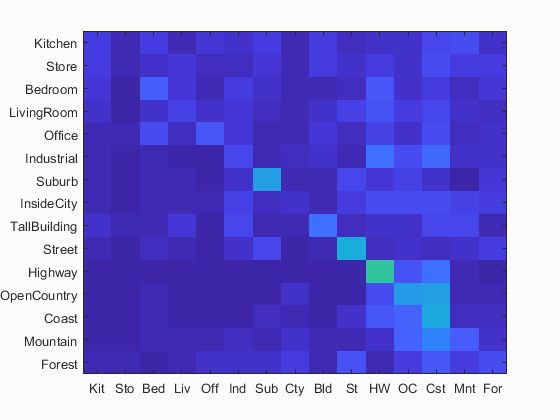 Kitchen
Store
Bedroom
LivingRoom
Office
Industrial
Suburb
InsideCity
TallBuilding
Street
Highway
OpenCountry
Coast
Mountain
Forest
Kit Sto Bed Liv Off Ind Sub Cty Bld St HW OC Cst Mnt For